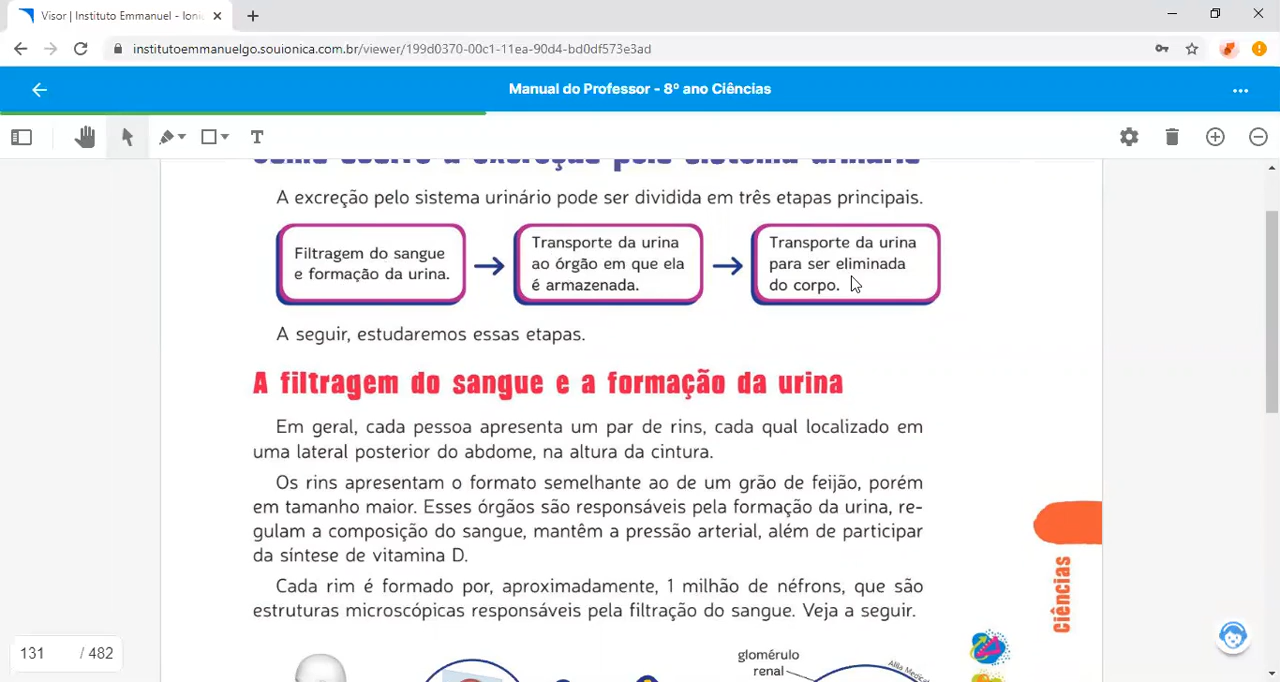 Visor | Instituto Emmanuel - Ioni
institutoemmanuelgo.souionica.com.br/viewer/199d0370-00c1-11ea-90d4-bd0df573e3ad
Manual do Professor - 8º ano Ciências
T
Como ocorre a excreção pelo sistema urinário
A excreção pelo sistema urinário pode ser dividida em três etapas principais.
Filtragem do sangue
e formação da urina.
Transporte da urina
ao órgão em que ela
é armazenada.
Transporte da urina
para ser eliminada
do corpo.
A seguir, estudaremos essas etapas.
A filtragem do sangue e a formação da urina
Em geral, cada pessoa apresenta um par de rins, cada qual localizado em
uma lateral posterior do abdome, na altura da cintura.
Os rins apresentam o formato semelhante ao de um grão de feijão, porém
em tamanho maior. Esses órgãos são responsáveis pela formação da urina, re-
gulam a composição do sangue, mantêm a pressão arterial, além de participar
da síntese de vitamina D.
Cada rim é formado por, aproximadamente, 1 milhão de néfrons, que são
estruturas microscópicas responsáveis pela filtração do sangue. Veja a seguir.
Ciências
131 / 482
glomérulo
renal